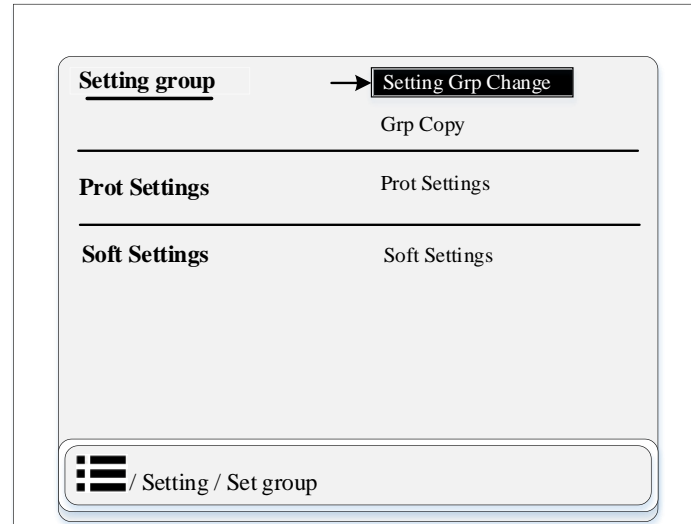 Setting group
Setting Grp Change
Grp Copy
Prot Settings
Prot Settings
Soft Settings
Soft Settings
/ Setting / Set group